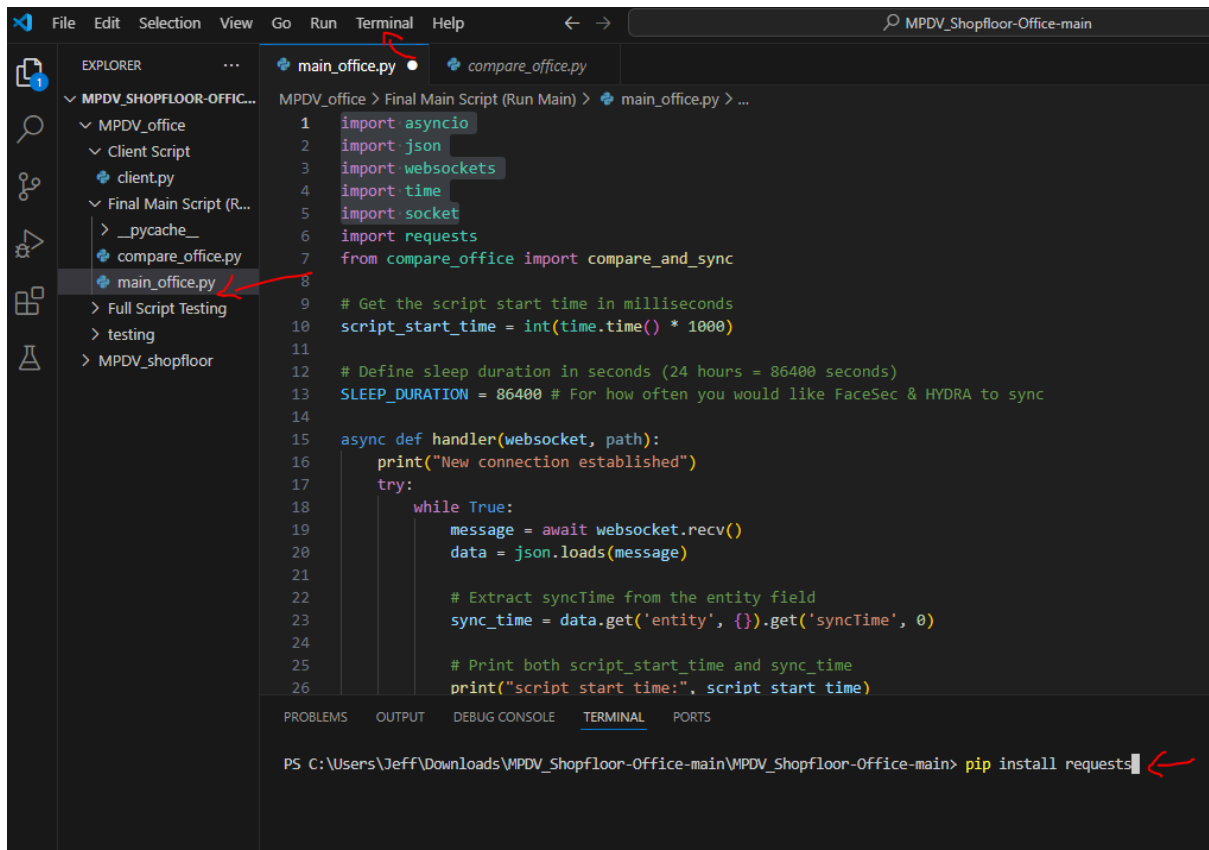 File Edit Selection View Go Run Terminal Help ← → MPDV_Shopfloor-Office-main
EXPLORER ...
1
MPDV_SHOPFLOOR-OFFIC...
MPDV_office
Client Script
client.py
Final Main Script (R...
__pycache__
compare_office.py
main_office.py
Full Script Testing
testing
MPDV_shopfloor
main_office.py ● compare_office.py
MPDV_office > Final Main Script (Run Main) > main_office.py > ...
1 import asyncio
2 import json
3 import websockets
4 import time
5 import socket
6 import requests
7 from compare_office import compare_and_sync
8
9 # Get the script start time in milliseconds
10 script_start_time = int(time.time() * 1000)
11
12 # Define sleep duration in seconds (24 hours = 86400 seconds)
13 SLEEP_DURATION = 86400 # For how often you would like FaceSec & HYDRA to sync
14
15 async def handler(websocket, path):
16     print("New connection established")
17     try:
18         while True:
19             message = await websocket.recv()
20             data = json.loads(message)
21
22             # Extract syncTime from the entity field
23             sync_time = data.get('entity', {}).get('syncTime', 0)
24
25             # Print both script_start_time and sync_time
26             print("script_start_time:", script_start_time)
PROBLEMS OUTPUT DEBUG CONSOLE TERMINAL PORTS
PS C:\Users\Jeff\Downloads\MPDV_Shopfloor-Office-main\MPDV_Shopfloor-Office-main> pip install requests